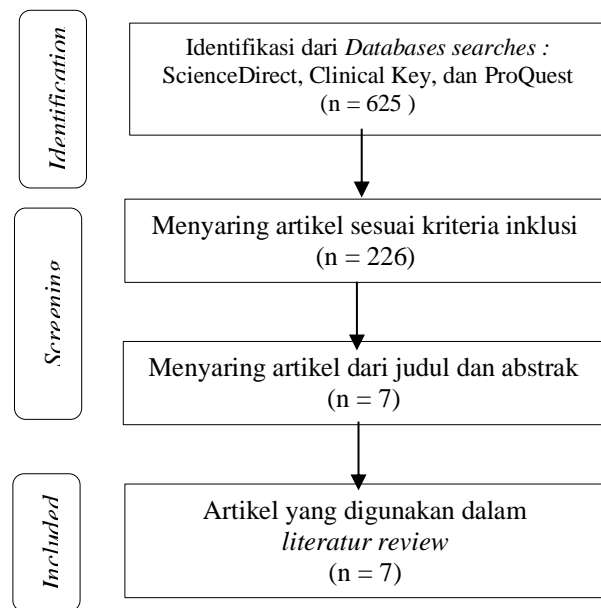 Identification
Identifikasi dari Databases searches :
ScienceDirect, Clinical Key, dan ProQuest
(n = 625 )
Screening
Menyaring artikel sesuai kriteria inklusi
(n = 226)
Menyaring artikel dari judul dan abstrak
(n = 7)
Included
Artikel yang digunakan dalam
literatur review
(n = 7)